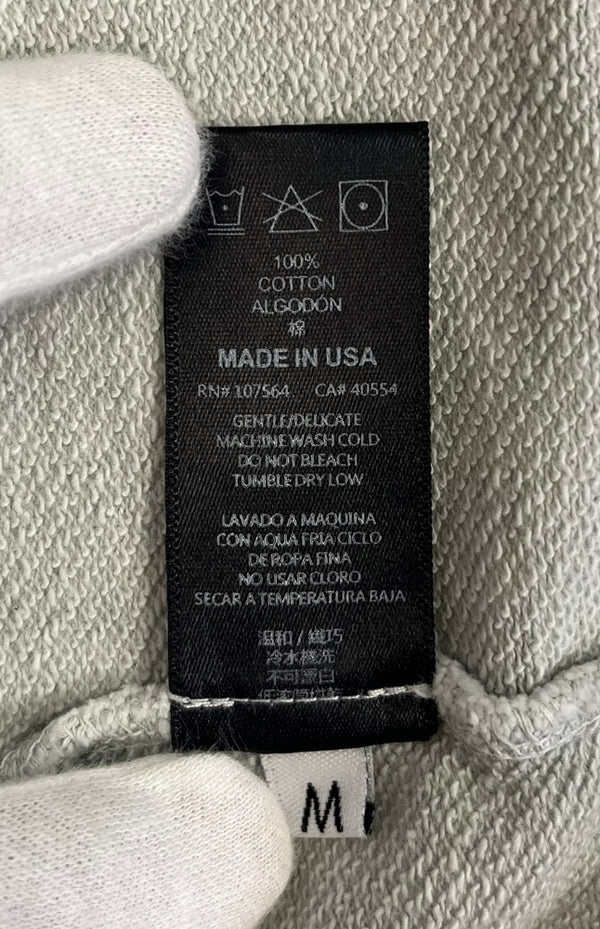 100%
COTTON
ALGODÓN
棉
MADE IN USA
RN# 107564 CA# 40554
GENTLE/DELICATE
MACHINE WASH COLD
DO NOT BLEACH
TUMBLE DRY LOW
LAVADO A MAQUINA
CON AQUA FRIA CICLO
DE ROPA FINA
NO USAR CLORO
SECAR A TEMPERATURA BAJA
温和 / 纖巧
冷水機洗
不可漂白
M